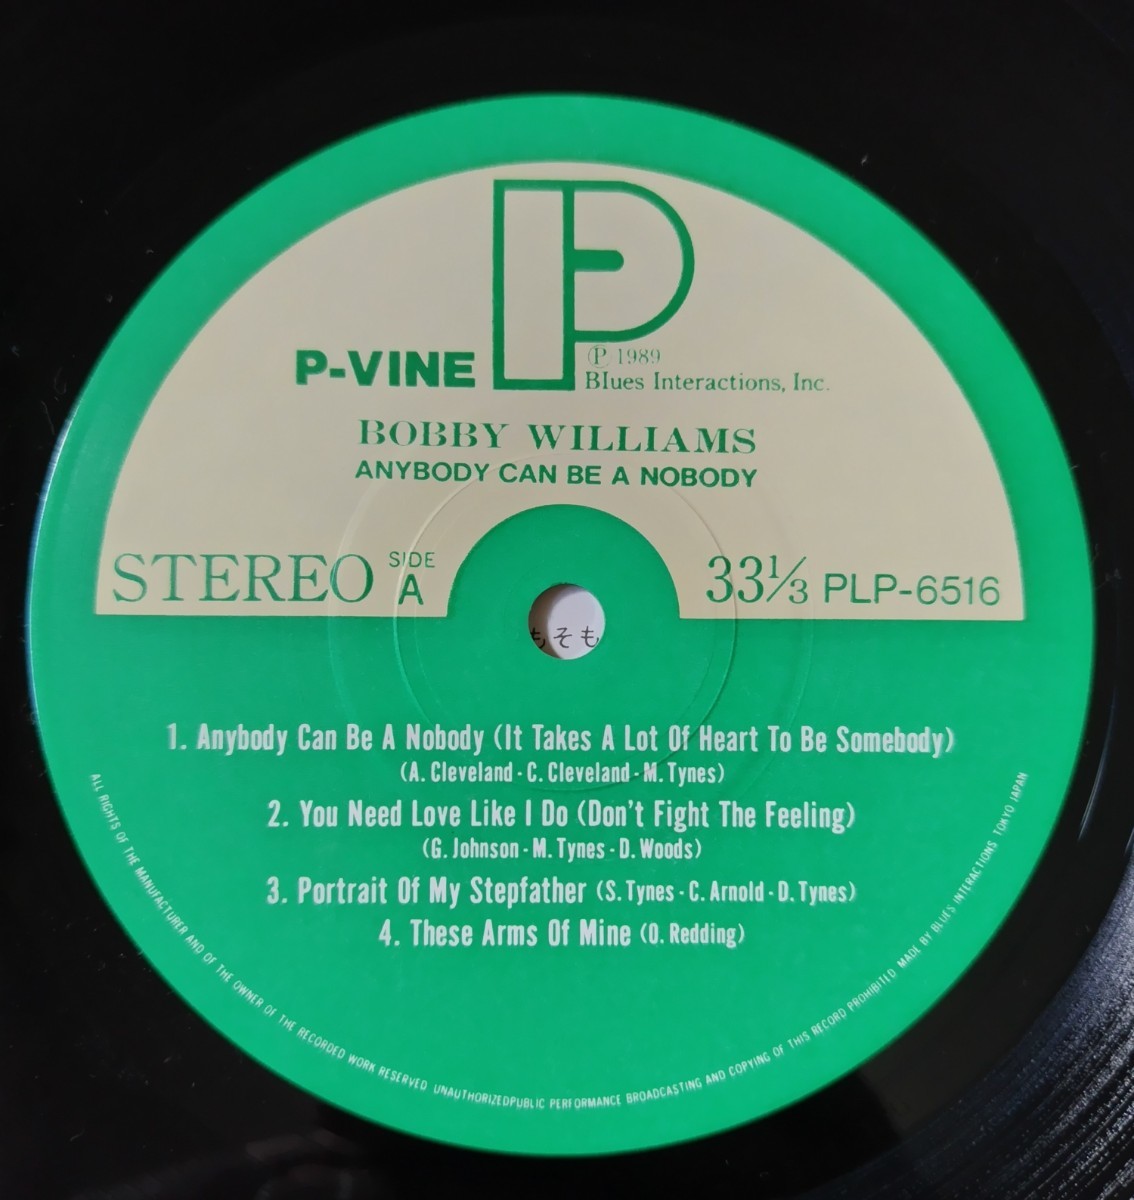 P-VINE
Ⓟ 1989
Blues Interactions, Inc.
BOBBY WILLIAMS
ANYBODY CAN BE A NOBODY
STEREO SIDE A
33⅓ PLP-6516
もそも
1. Anybody Can Be A Nobody (It Takes A Lot Of Heart To Be Somebody)
(A. Cleveland - C. Cleveland - M. Tynes)
2. You Need Love Like I Do (Don't Fight The Feeling)
(G. Johnson - M. Tynes - D. Woods)
3. Portrait Of My Stepfather (S. Tynes - C. Arnold - D. Tynes)
4. These Arms Of Mine (O. Redding)
ALL RIGHTS OF THE MANUFACTURER AND OF THE OWNER OF THE RECORDED WORK RESERVED UNAUTHORIZEDPUBLIC PERFORMANCE BROADCASTING AND COPYING OF THIS RECORD PROHIBITED MADE BY BLUES INTERACTIONS TOKYO JAPAN